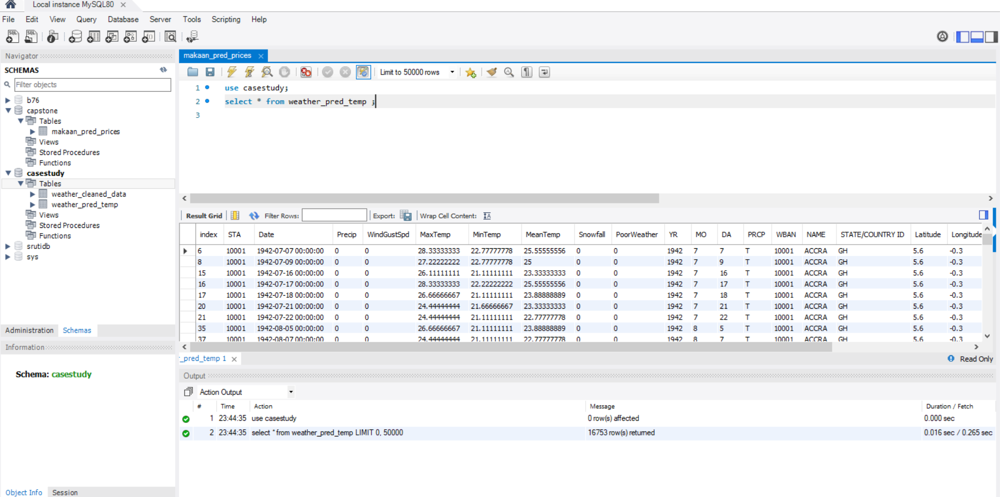 Local instance MySQL80 ×
File Edit View Query Database Server Tools Scripting Help
Navigator
SCHEMAS
Filter objects
b76
capstone
Tables
makaan_pred_prices
Views
Stored Procedures
Functions
casestudy
Tables
weather_cleaned_data
weather_pred_temp
Views
Stored Procedures
Functions
srutidb
sys
Administration Schemas
Information
Schema: casestudy
Object Info Session
makaan_pred_prices ×
Limit to 50000 rows
1 use casestudy;
2 select * from weather_pred_temp ;
3
Result Grid Filter Rows: Export: Wrap Cell Content: IA
index STA Date Precip WindGustSpd MaxTemp MinTemp MeanTemp Snowfall PoorWeather YR MO DA PRCP WBAN NAME STATE/COUNTRY ID Latitude Longitude
6 10001 1942-07-07 00:00:00 0 0 28.33333333 22.77777778 25.55555556 0 0 1942 7 7 T 10001 ACCRA GH 5.6 -0.3
8 10001 1942-07-09 00:00:00 0 0 27.22222222 22.77777778 25 0 0 1942 7 9 T 10001 ACCRA GH 5.6 -0.3
15 10001 1942-07-16 00:00:00 0 0 26.11111111 21.11111111 23.33333333 0 0 1942 7 16 T 10001 ACCRA GH 5.6 -0.3
16 10001 1942-07-17 00:00:00 0 0 28.33333333 22.22222222 25.55555556 0 0 1942 7 17 T 10001 ACCRA GH 5.6 -0.3
17 10001 1942-07-18 00:00:00 0 0 26.66666667 21.11111111 23.88888889 0 0 1942 7 18 T 10001 ACCRA GH 5.6 -0.3
20 10001 1942-07-21 00:00:00 0 0 24.44444444 21.66666667 23.33333333 0 0 1942 7 21 T 10001 ACCRA GH 5.6 -0.3
21 10001 1942-07-22 00:00:00 0 0 24.44444444 21.11111111 22.77777778 0 0 1942 7 22 T 10001 ACCRA GH 5.6 -0.3
35 10001 1942-08-05 00:00:00 0 0 26.66666667 21.11111111 23.88888889 0 0 1942 8 5 T 10001 ACCRA GH 5.6 -0.3
37 10001 1942-08-07 00:00:00 0 0 24.44444444 21.11111111 22.77777778 0 0 1942 8 7 T 10001 ACCRA GH 5.6 -0.3
_pred_temp 1 × Read Only
Output
Action Output
# Time Action Message Duration / Fetch
1 23:44:35 use casestudy 0 row(s) affected 0.000 sec
2 23:44:35 select * from weather_pred_temp LIMIT 0, 50000 16753 row(s) returned 0.016 sec / 0.265 sec